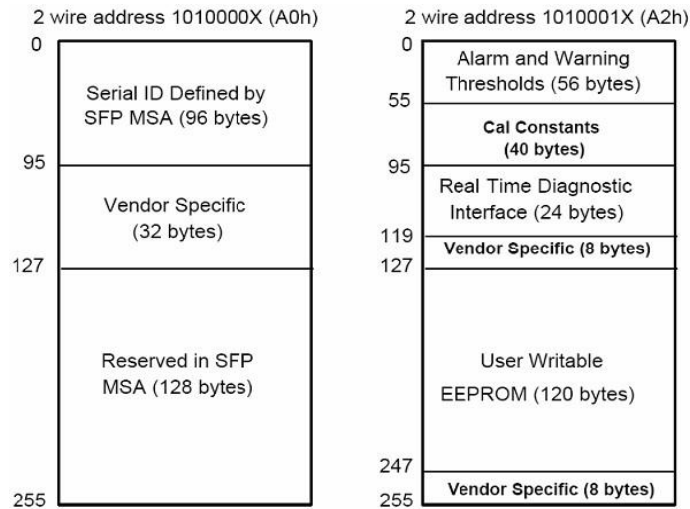 2 wire address 1010000X (A0h)
0
Serial ID Defined by
SFP MSA (96 bytes)
95
Vendor Specific
(32 bytes)
127
Reserved in SFP
MSA (128 bytes)
255
2 wire address 1010001X (A2h)
0
Alarm and Warning
Thresholds (56 bytes)
55
Cal Constants
(40 bytes)
95
Real Time Diagnostic
Interface (24 bytes)
119
Vendor Specific (8 bytes)
127
User Writable
EEPROM (120 bytes)
247
Vendor Specific (8 bytes)
255